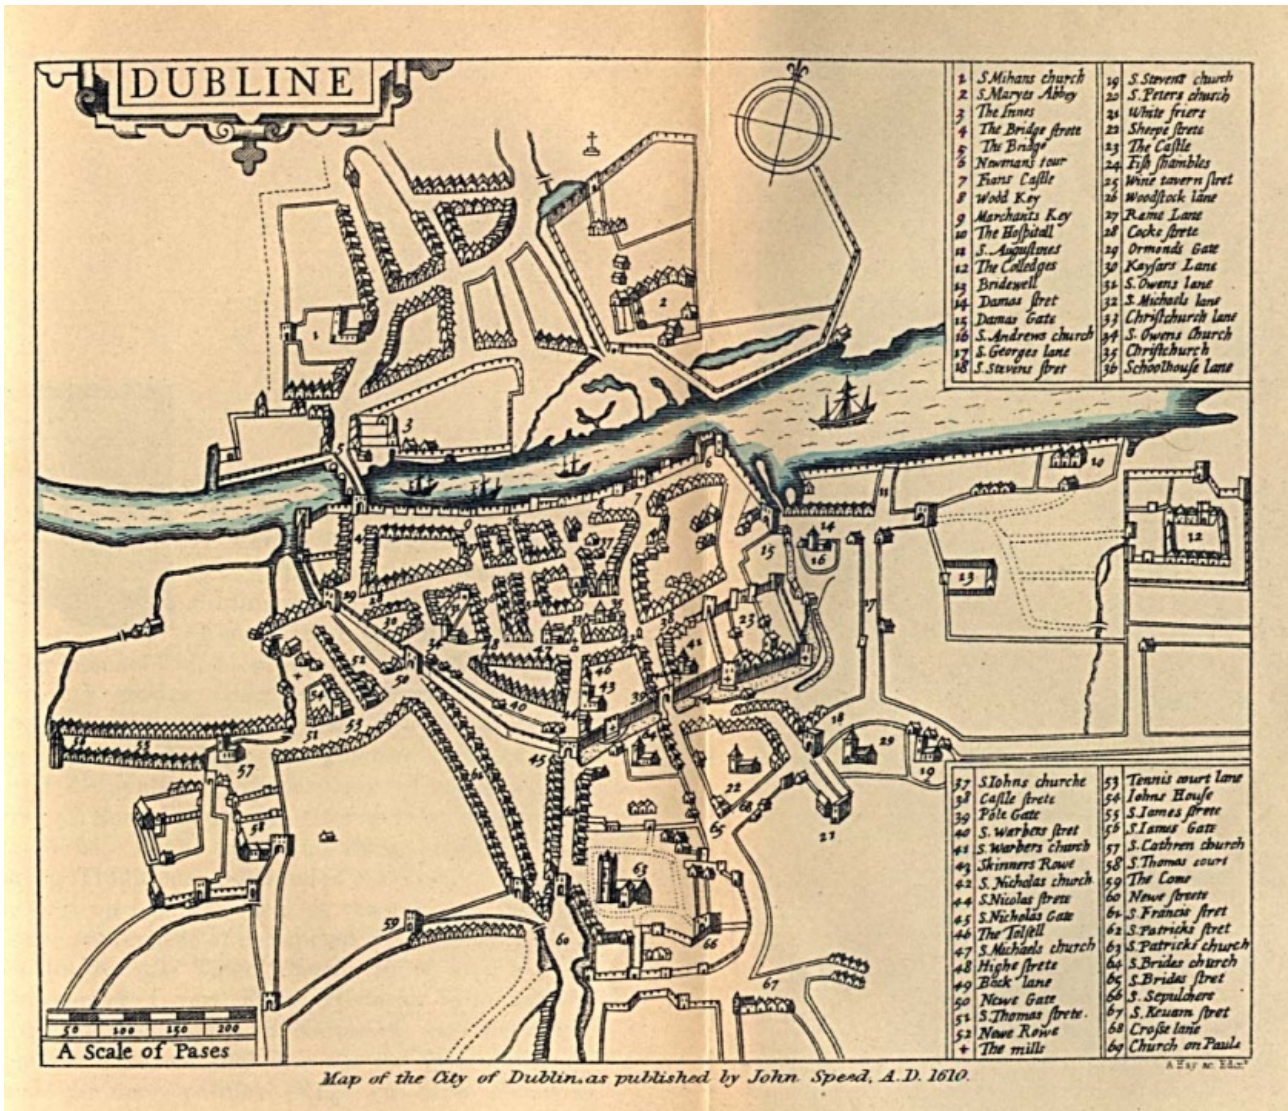 DUBLINE
1 S. Mihans church
2 S. Maryes Abbey
3 The Innes
4 The Bridge strete
5 The Bridge
6 Newmans tour
7 Fians Castle
8 Wood Key
9 Merchants Key
10 The Hospitall
11 S. Augustines
12 The Colledges
13 Bridewell
14 Damas stret
15 Damas Gate
16 S. Andrews church
17 S. Georges lane
18 S. Stevens stret
19 S. Stevens church
20 S. Peters church
21 White friers
22 Sheepe strete
23 The Castle
24 Fish shambles
25 Wine tavern stret
26 Woodstock lane
27 Rame Lane
28 Cocke strete
29 Ormonds Gate
30 Kaysars Lane
31 S. Owens lane
32 S. Michaels lane
33 Christchurch lane
34 S. Owens Church
35 Christchurch
36 Schoolhouse lane
37 S. Iohns churche
38 Castle strete
39 Pole Gate
40 S. Warbers stret
41 S. Warbers church
43 Skinners Rowe
42 S. Nicholas church
44 S. Nicolas strete
45 S. Nicholas Gate
46 The Tolsell
47 S. Michaels church
48 Highe strete
49 Back lane
50 Newe Gate
51 S. Thomas strete.
52 Newe Rowe
+ The mills
53 Tennis court lane
54 Iohns House
55 S. Iames strete
56 S. Iames Gate
57 S. Cathren church
58 S. Thomas court
59 The Come
60 Newe streete
61 S. Francis stret
62 S. Patricks stret
63 S. Patricks church
64 S. Brides church
65 S. Brides stret
66 S. Sepulchere
67 S. Kevam stret
68 Crosse lane
69 Church on Pauls
50 100 150 200
A Scale of Pases
Map of the City of Dublin, as published by John Speed, A.D. 1610.